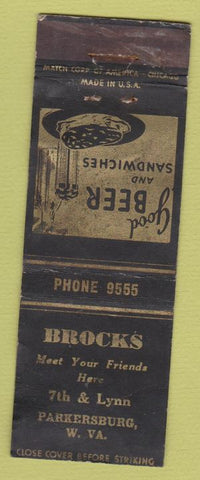 MATCH CORP. OF AMERICA - CHICAGO
MADE IN U.S.A.
Good
BEER
AND
SANDWICHES
PHONE 9555
BROCKS
Meet Your Friends
Here
7th & Lynn
PARKERSBURG,
W. VA.
CLOSE COVER BEFORE STRIKING